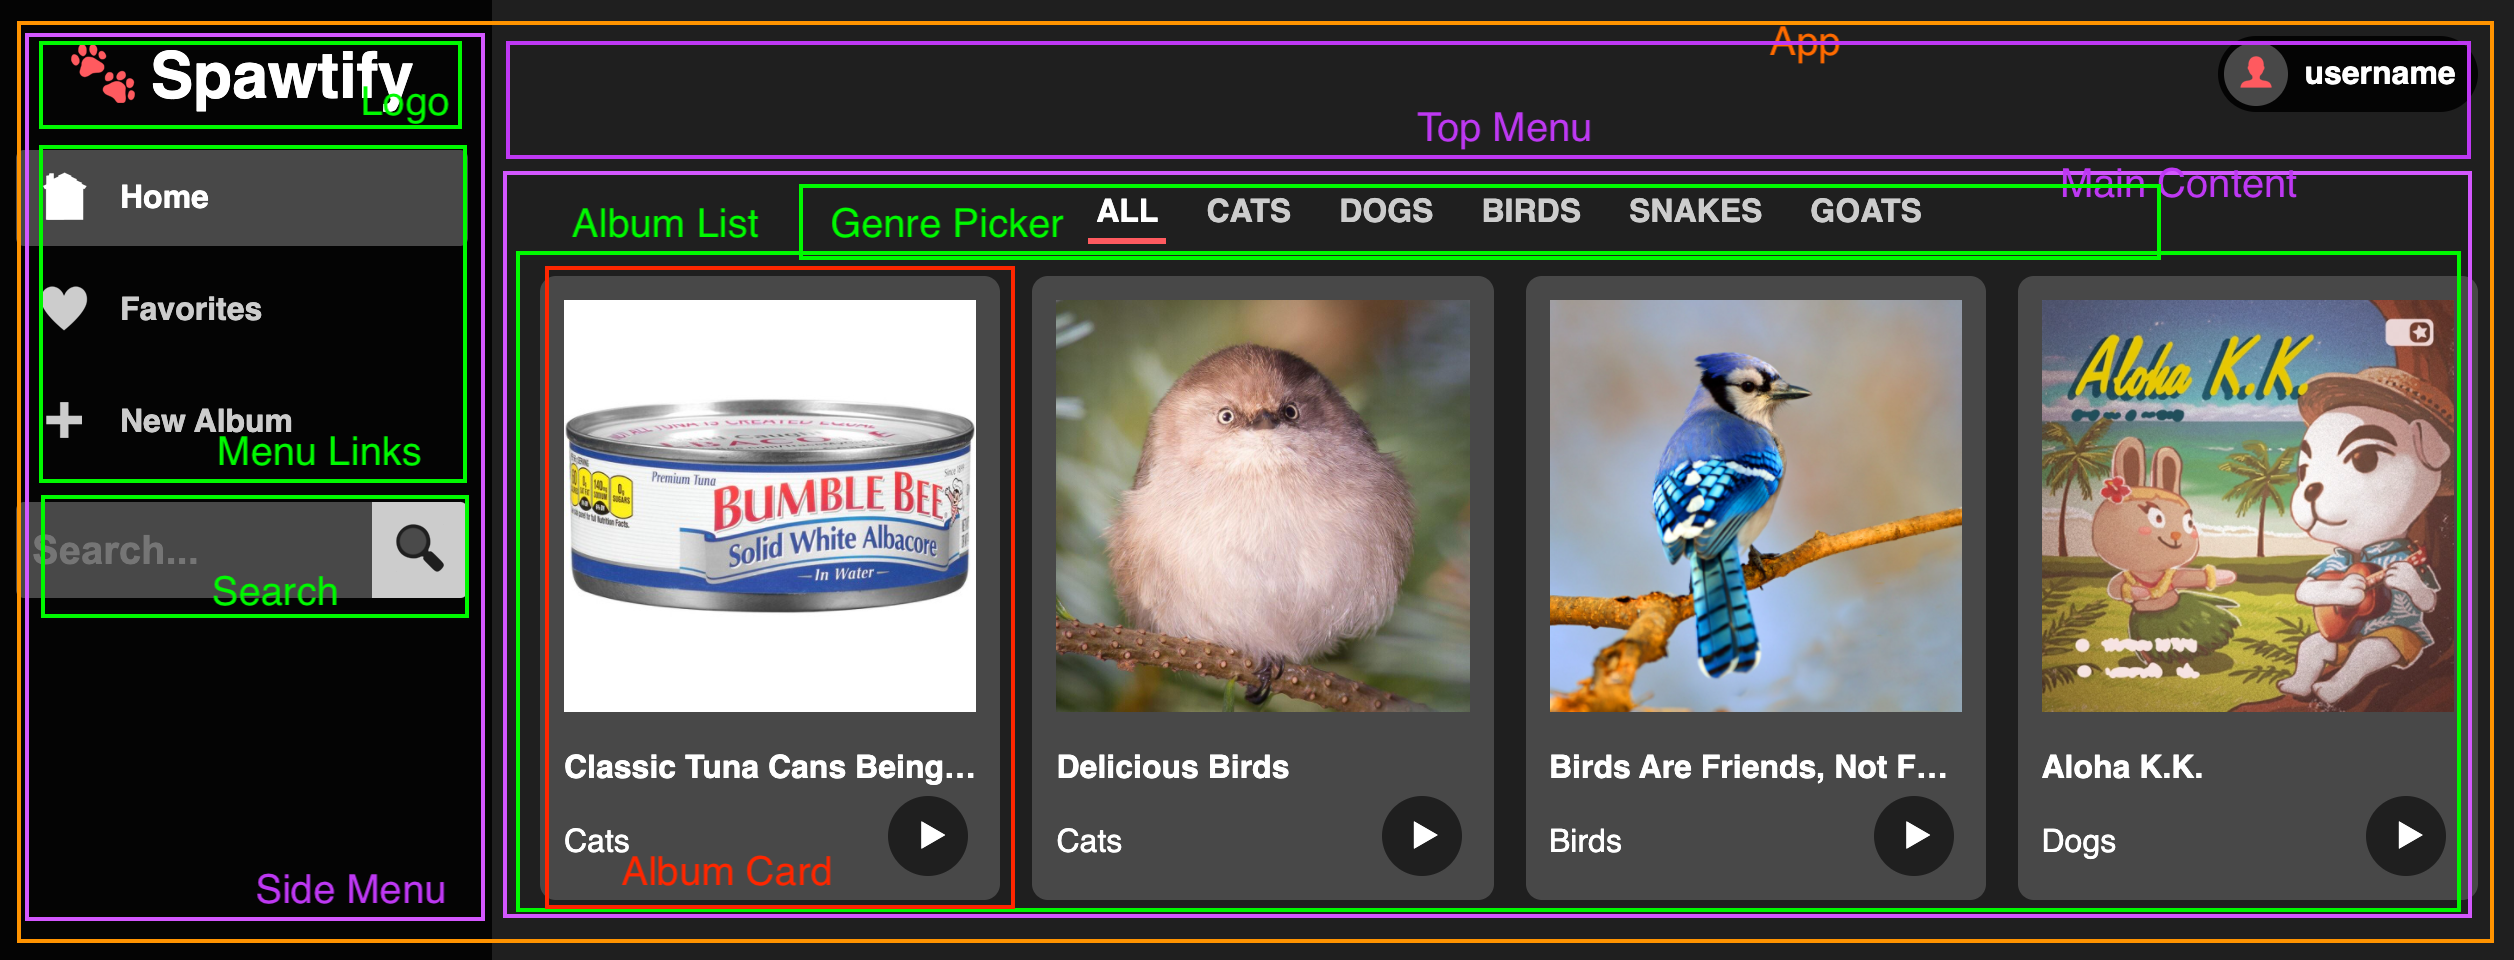 App
Spawtify
Logo
username
Top Menu
Main Content
Home
Album List
Genre Picker
ALL
CATS
DOGS
BIRDS
SNAKES
GOATS
Favorites
New Album
Menu Links
Search...
Search
Side Menu
Premium Tuna
BUMBLE BEE
Solid White Albacore
In Water
Classic Tuna Cans Being...
Cats
Album Card
Delicious Birds
Cats
Birds Are Friends, Not F...
Birds
Aloha K.K.
Aloha K.K.
Dogs